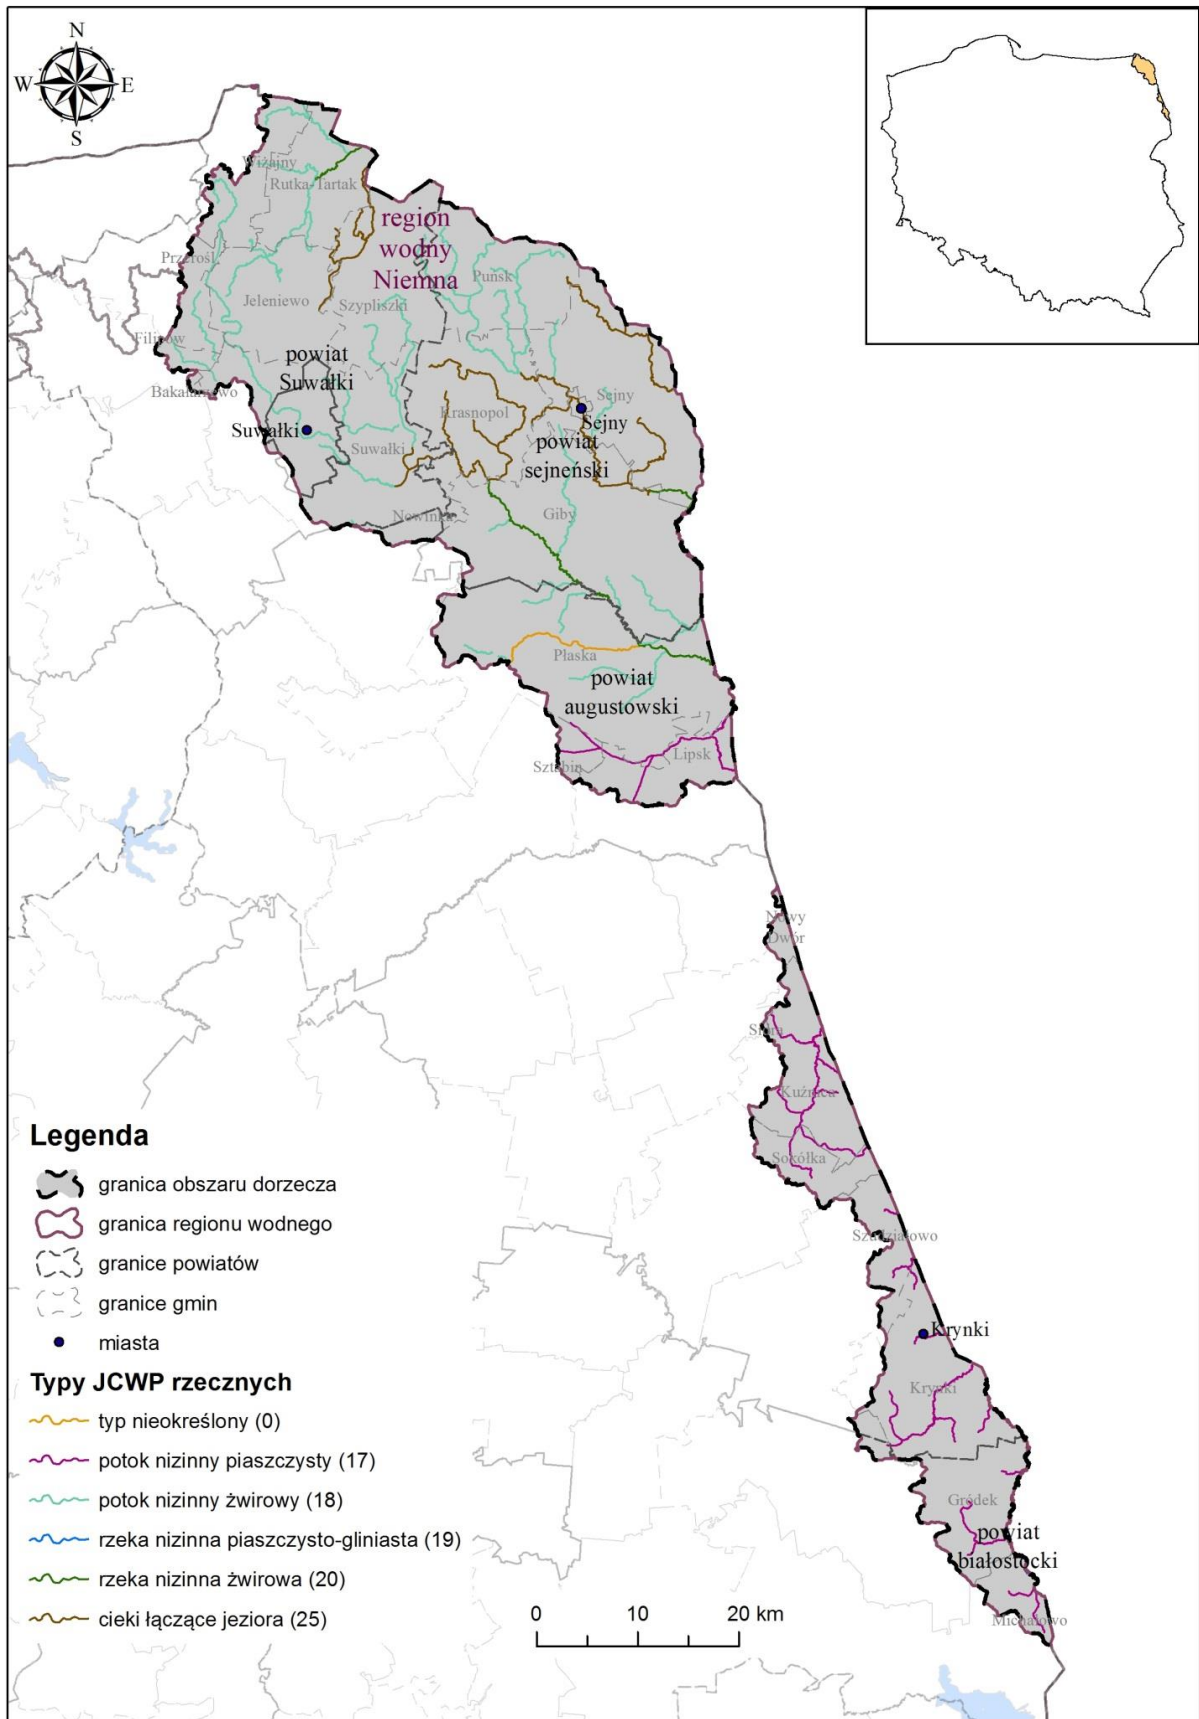 N
W
E
S
Wiżajny
Rutka-Tartak
region
wodny
Niemna
Przerośl
Puńsk
Jeleniewo
Szypliszki
Filipów
powiat
Suwałki
Bakałarzewo
Sejny
Krasnopol
Sejny
Suwałki
powiat
sejneński
Suwałki
Nowinka
Giby
Płaska
powiat
augustowski
Lipsk
Sztabin
Nowy
Dwór
Sidra
Kuźnica
Sokółka
Szudziałowo
Krynki
Krynki
Gródek
powiat
białostocki
Michałowo
Legenda
granica obszaru dorzecza
granica regionu wodnego
granice powiatów
granice gmin
miasta
Typy JCWP rzecznych
typ nieokreślony (0)
potok nizinny piaszczysty (17)
potok nizinny żwirowy (18)
rzeka nizinna piaszczysto-gliniasta (19)
rzeka nizinna żwirowa (20)
cieki łączące jeziora (25)
0 10 20 km